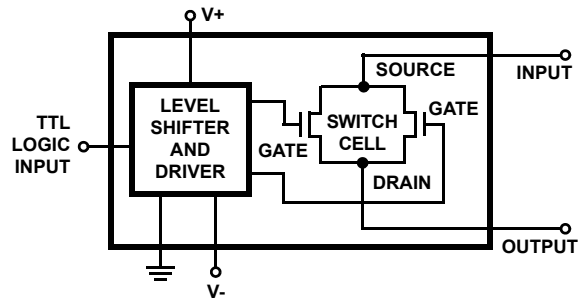 V+
SOURCE
INPUT
LEVEL
SHIFTER
AND
DRIVER
TTL
LOGIC
INPUT
GATE
SWITCH
CELL
GATE
DRAIN
OUTPUT
V-